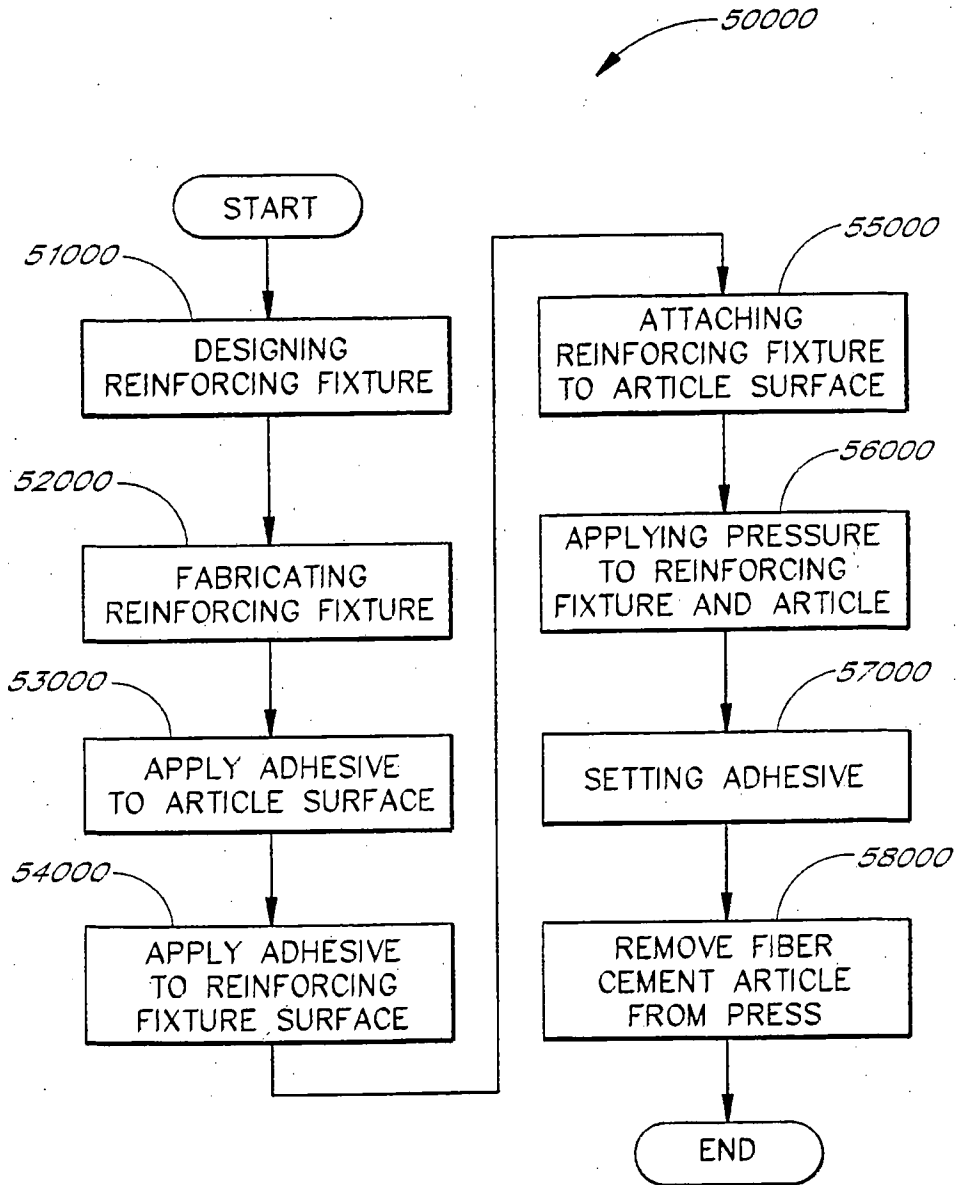 50000
START
51000
DESIGNING
REINFORCING FIXTURE
52000
FABRICATING
REINFORCING FIXTURE
53000
APPLY ADHESIVE
TO ARTICLE SURFACE
54000
APPLY ADHESIVE
TO REINFORCING
FIXTURE SURFACE
55000
ATTACHING
REINFORCING FIXTURE
TO ARTICLE SURFACE
56000
APPLYING PRESSURE
TO REINFORCING
FIXTURE AND ARTICLE
57000
SETTING ADHESIVE
58000
REMOVE FIBER
CEMENT ARTICLE
FROM PRESS
END